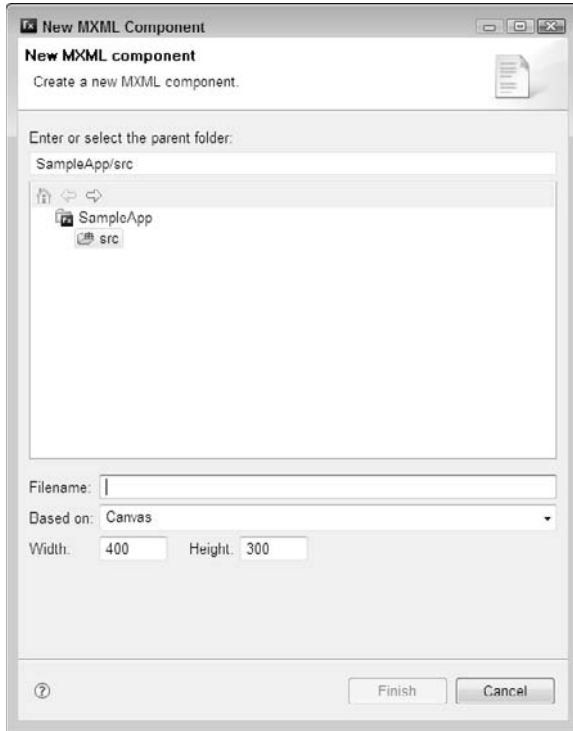 Fx New MXML Component
New MXML component
Create a new MXML component.
Enter or select the parent folder:
SampleApp/src
SampleApp
src
Filename:
Based on: Canvas
Width: 400 Height: 300
?
Finish Cancel